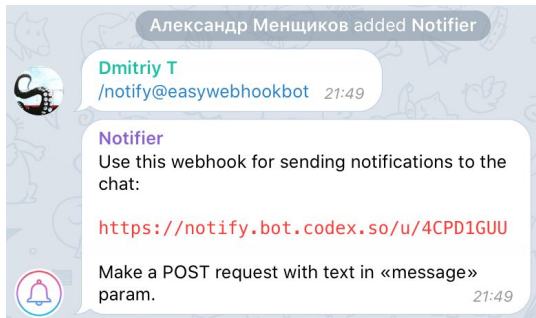 Александр Менщиков added Notifier
Dmitriy T
/notify@easywebhookbot 21:49
Notifier
Use this webhook for sending notifications to the
chat:
https://notify.bot.codex.so/u/4CPD1GUU
Make a POST request with text in «message»
param. 21:49